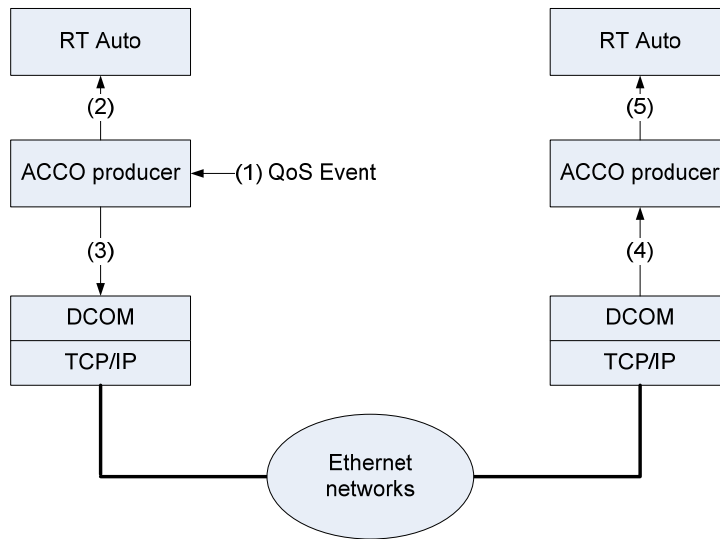 RT Auto
RT Auto
(2)
(5)
ACCO producer
(1) QoS Event
ACCO producer
(3)
(4)
DCOM
DCOM
TCP/IP
TCP/IP
Ethernet
networks